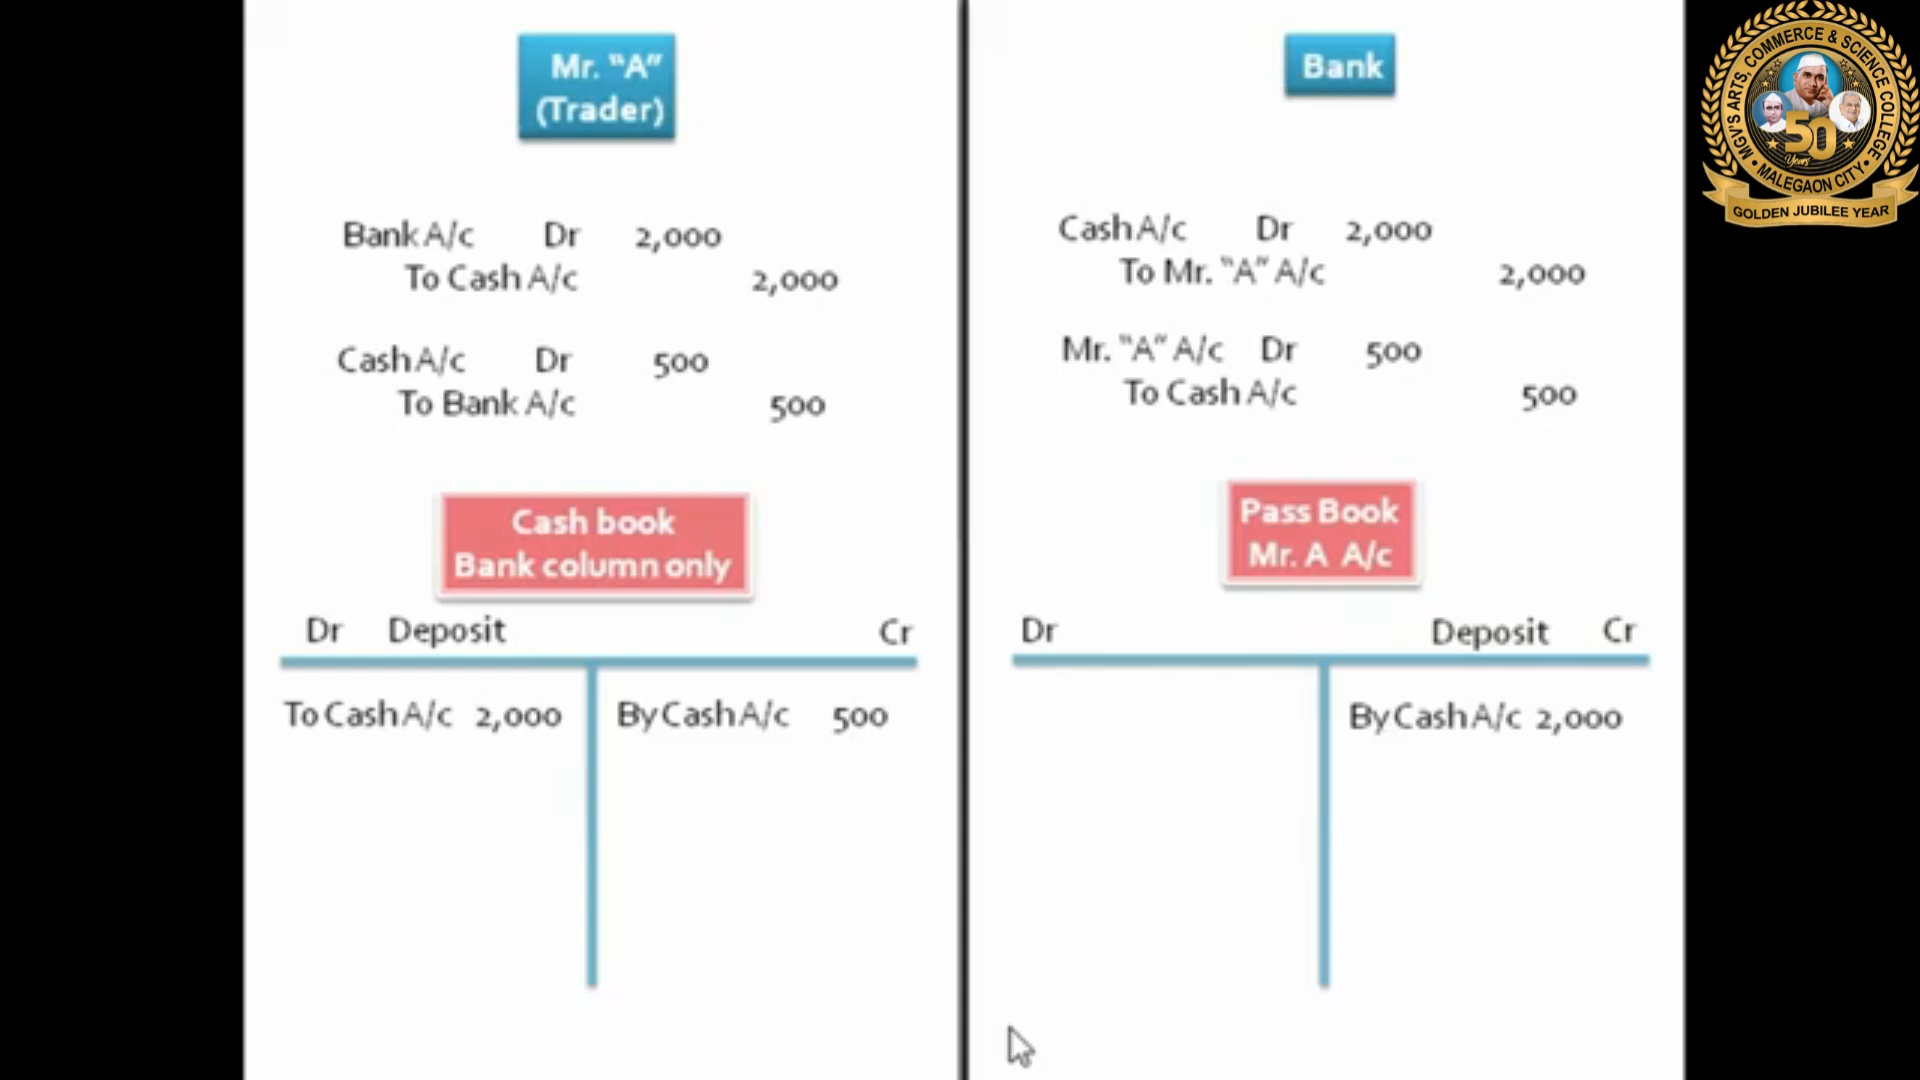 Mr. “A”
(Trader)
Bank A/c Dr 2,000
To Cash A/c 2,000
Cash A/c Dr 500
To Bank A/c 500
Cash book
Bank column only
Dr Deposit Cr
To Cash A/c 2,000 By Cash A/c 500
Bank
Cash A/c Dr 2,000
To Mr. “A” A/c 2,000
Mr. “A” A/c Dr 500
To Cash A/c 500
Pass Book
Mr. A A/c
Dr Deposit Cr
By Cash A/c 2,000
MGV'S ARTS, COMMERCE & SCIENCE COLLEGE
50
Years
• MALEGAON CITY •
GOLDEN JUBILEE YEAR